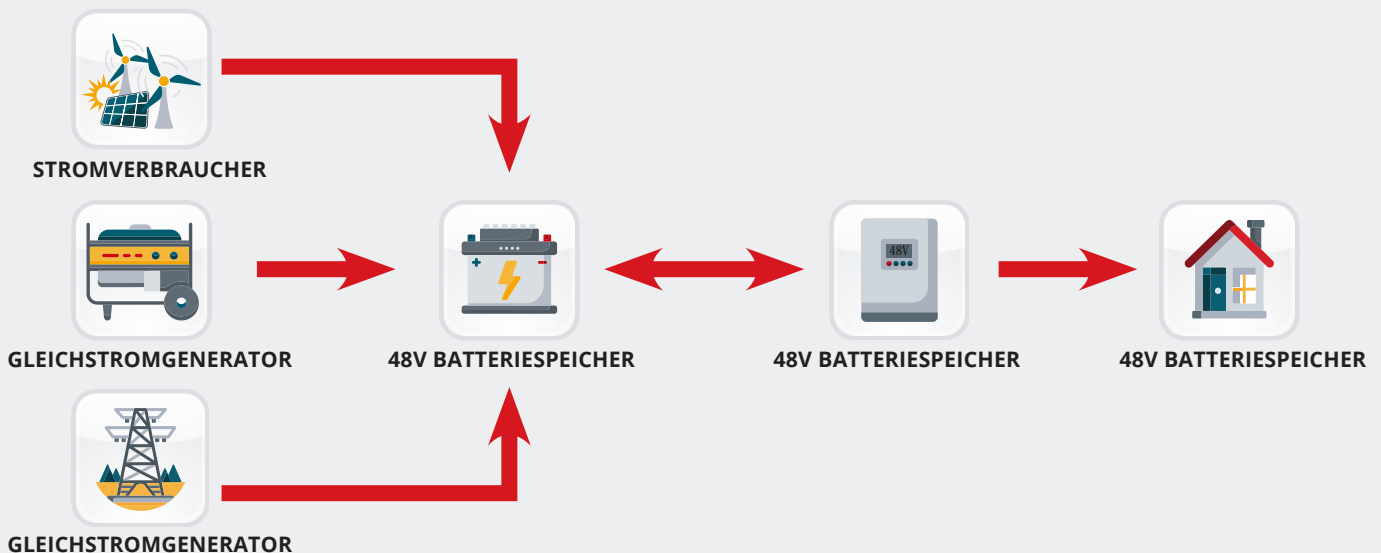 STROMVERBRAUCHER
48V
GLEICHSTROMGENERATOR
48V BATTERIESPEICHER
48V BATTERIESPEICHER
48V BATTERIESPEICHER
GLEICHSTROMGENERATOR